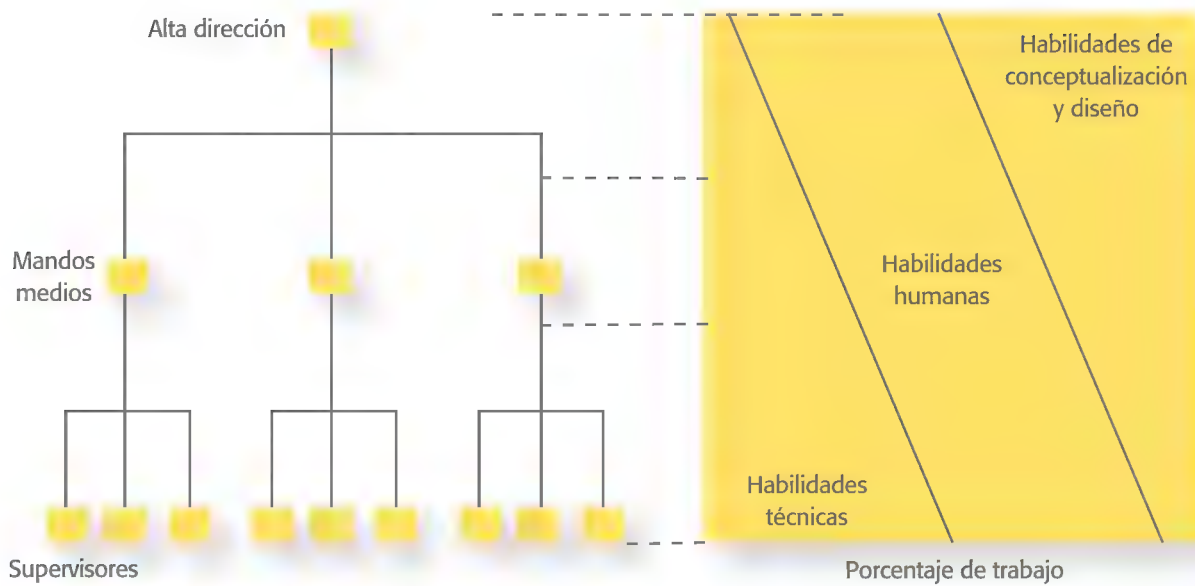 Alta dirección
Habilidades de
conceptualización
y diseño
Mandos
medios
Habilidades
humanas
Habilidades
técnicas
Supervisores
Porcentaje de trabajo